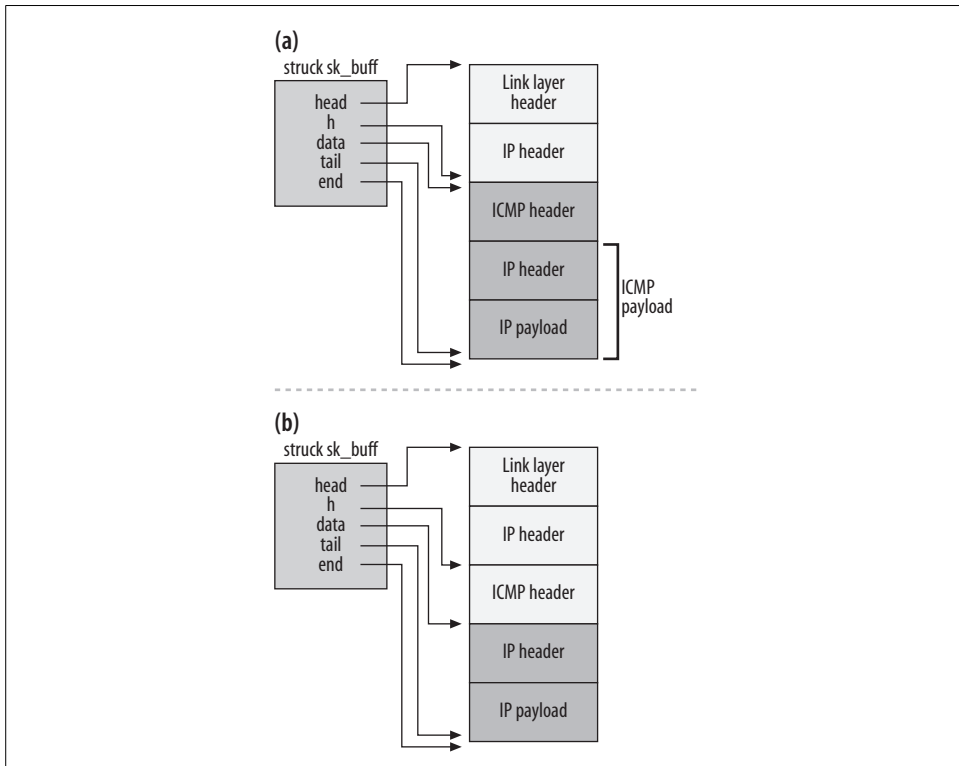 (a)
struck sk_buff
head
h
data
tail
end
Link layer
header
IP header
ICMP header
IP header
IP payload
ICMP
payload
(b)
struck sk_buff
head
h
data
tail
end
Link layer
header
IP header
ICMP header
IP header
IP payload